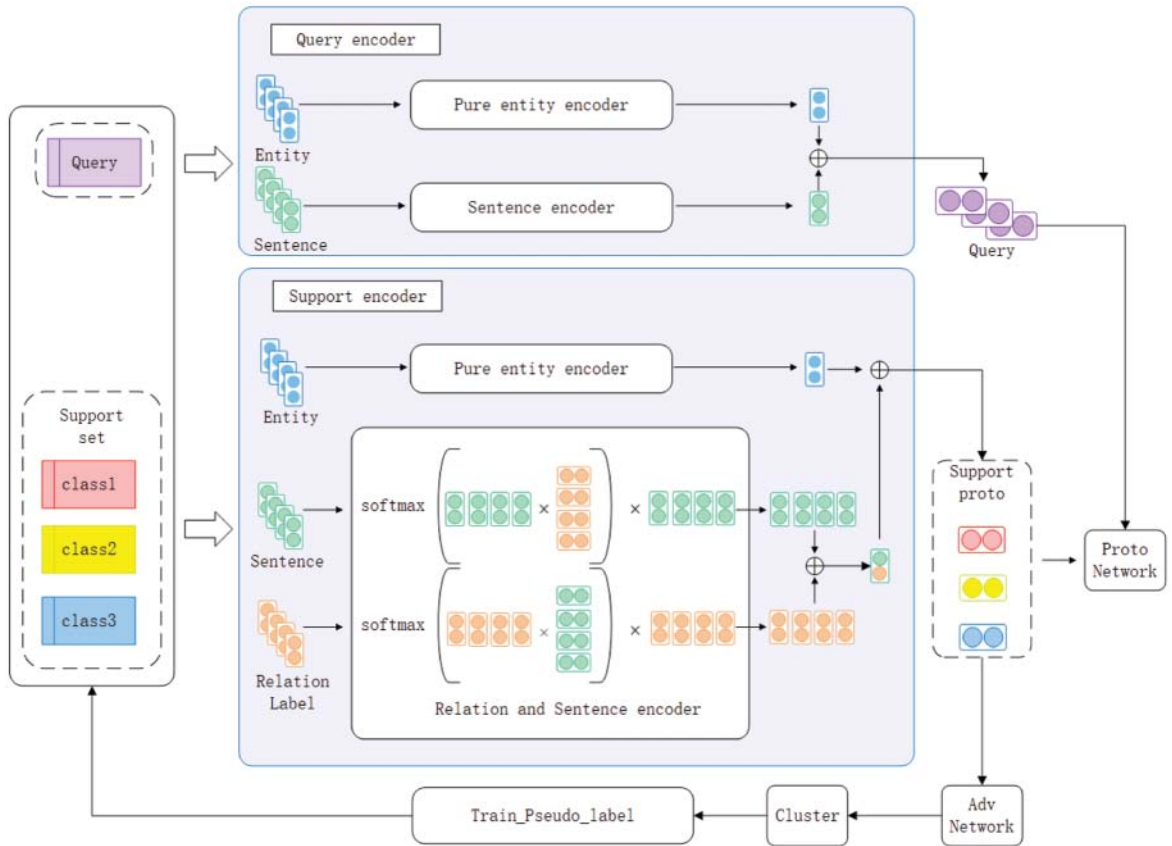 Query encoder
Pure entity encoder
Query
Entity
Sentence encoder
Sentence
Query
Support encoder
Pure entity encoder
Entity
Support
set
Support
proto
class1
softmax
×
×
class2
Sentence
Proto
Network
class3
softmax
×
×
Relation
Label
Relation and Sentence encoder
Train_Pseudo_label
Cluster
Adv
Network